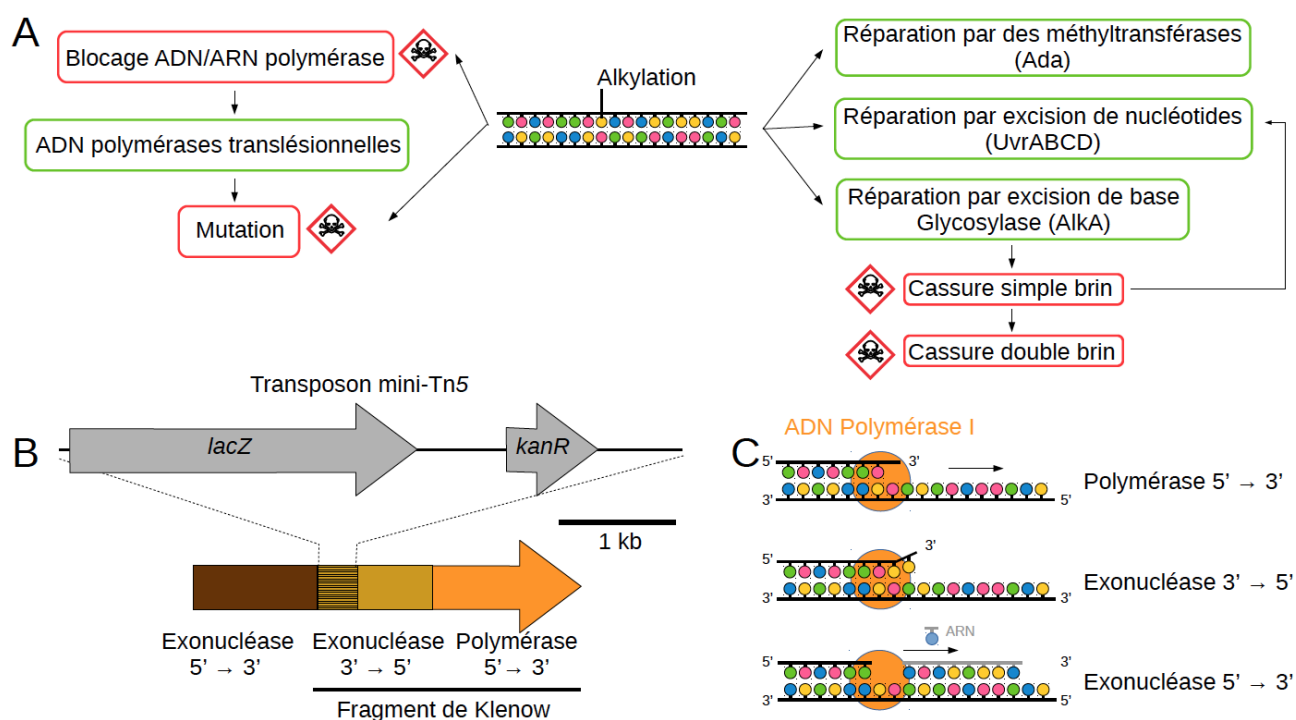 A
Blocage ADN/ARN polymérase
ADN polymérases translésionnelles
Mutation
Alkylation
Réparation par des méthyltransférases
(Ada)
Réparation par excision de nucléotides
(UvrABCD)
Réparation par excision de base
Glycosylase (AlkA)
Cassure simple brin
Cassure double brin
B
Transposon mini-Tn5
lacZ
kanR
1 kb
Exonucléase
5' → 3'
Exonucléase
3' → 5'
Polymérase
5'→ 3'
Fragment de Klenow
C
ADN Polymérase I
5'
3'
3'
5'
Polymérase 5' → 3'
3'
5'
3'
3'
Exonucléase 3' → 5'
ARN
5'
3'
3'
5'
Exonucléase 5' → 3'